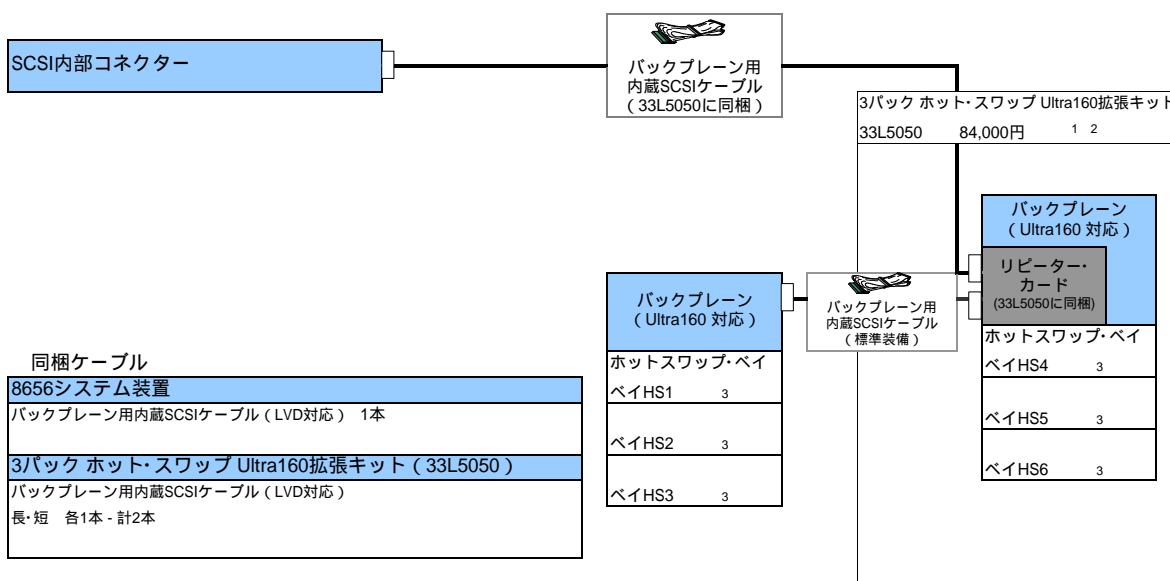 SCSI内部コネクター
バックプレーン用
内蔵SCSIケーブル
（33L5050に同梱）
3パック ホット・スワップ Ultra160拡張キット
33L5050 84,000円 1 2
バックプレーン
（Ultra160 対応）
リピーター・
カード
(33L5050に同梱)
ホットスワップ・ベイ
ベイHS4 3
ベイHS5 3
ベイHS6 3
バックプレーン用
内蔵SCSIケーブル
（標準装備）
バックプレーン
（Ultra160 対応）
ホットスワップ・ベイ
ベイHS1 3
ベイHS2 3
ベイHS3 3
同梱ケーブル
8656システム装置
バックプレーン用内蔵SCSIケーブル（LVD対応） 1本
3パック ホット・スワップ Ultra160拡張キット（33L5050）
バックプレーン用内蔵SCSIケーブル（LVD対応）
長・短 各1本 - 計2本